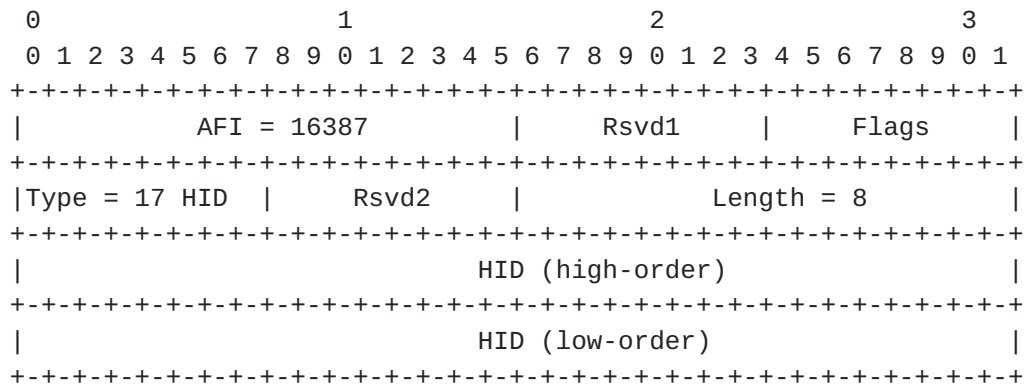 0                   1                   2                   3
0 1 2 3 4 5 6 7 8 9 0 1 2 3 4 5 6 7 8 9 0 1 2 3 4 5 6 7 8 9 0 1
+-+-+-+-+-+-+-+-+-+-+-+-+-+-+-+-+-+-+-+-+-+-+-+-+-+-+-+-+-+-+-+-+
|           AFI = 16387         |     Rsvd1     |     Flags     |
+-+-+-+-+-+-+-+-+-+-+-+-+-+-+-+-+-+-+-+-+-+-+-+-+-+-+-+-+-+-+-+-+
|Type = 17 HID  |     Rsvd2     |            Length = 8         |
+-+-+-+-+-+-+-+-+-+-+-+-+-+-+-+-+-+-+-+-+-+-+-+-+-+-+-+-+-+-+-+-+
|                             HID (high-order)                  |
+-+-+-+-+-+-+-+-+-+-+-+-+-+-+-+-+-+-+-+-+-+-+-+-+-+-+-+-+-+-+-+-+
|                             HID (low-order)                   |
+-+-+-+-+-+-+-+-+-+-+-+-+-+-+-+-+-+-+-+-+-+-+-+-+-+-+-+-+-+-+-+-+